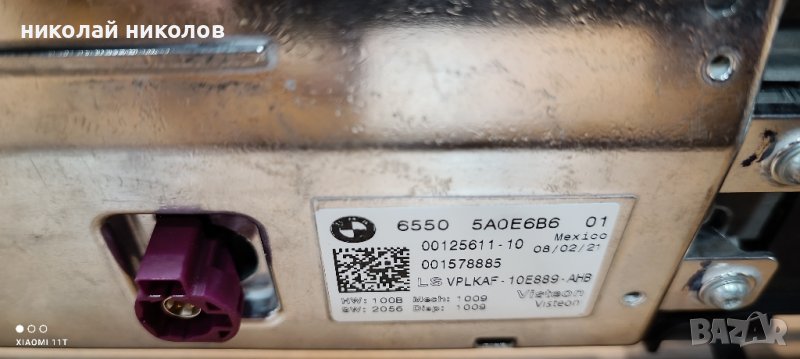 николай николов
6550 5A0E6B6 01
Mexico
00125611-10 08/02/21
001578885
LS VPLKAF-10E889-AHB
HW: 100B Mech: 1009 Visteon
SW: 2056 Disp: 1009 Visteon
XIAOMI 11T
BAZAR